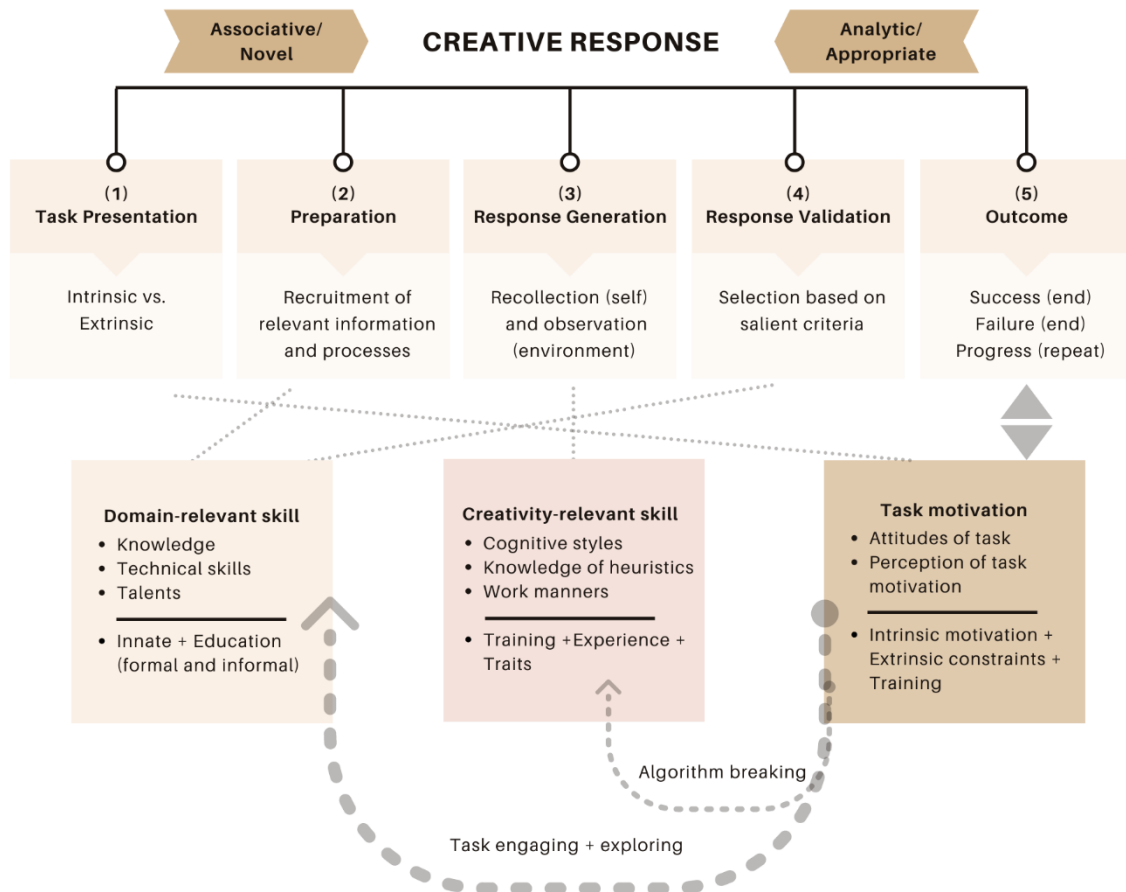 Associative/
Novel
CREATIVE RESPONSE
Analytic/
Appropriate
(1)
Task Presentation
Intrinsic vs.
Extrinsic
(2)
Preparation
Recruitment of
relevant information
and processes
(3)
Response Generation
Recollection (self)
and observation
(environment)
(4)
Response Validation
Selection based on
salient criteria
(5)
Outcome
Success (end)
Failure (end)
Progress (repeat)
Domain-relevant skill
• Knowledge
• Technical skills
• Talents
• Innate + Education
(formal and informal)
Creativity-relevant skill
• Cognitive styles
• Knowledge of heuristics
• Work manners
• Training +Experience +
Traits
Task motivation
• Attitudes of task
• Perception of task
motivation
• Intrinsic motivation +
Extrinsic constraints +
Training
Algorithm breaking
Task engaging + exploring